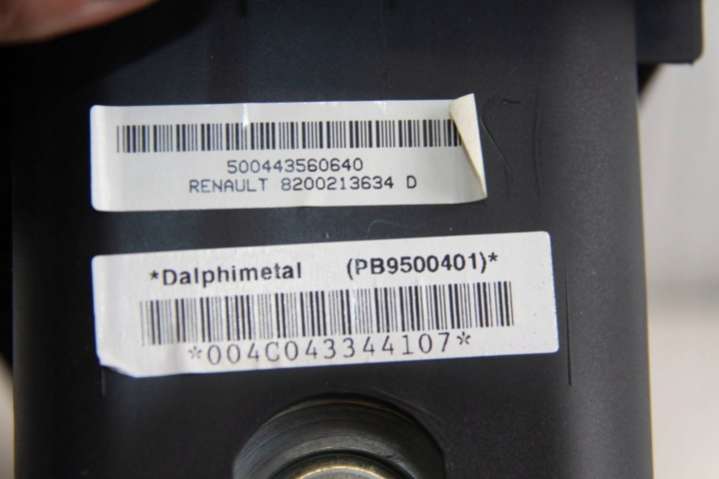 500443560640
RENAULT 8200213634 D
*Dalphimetal (PB9500401)*
*004C043344107*